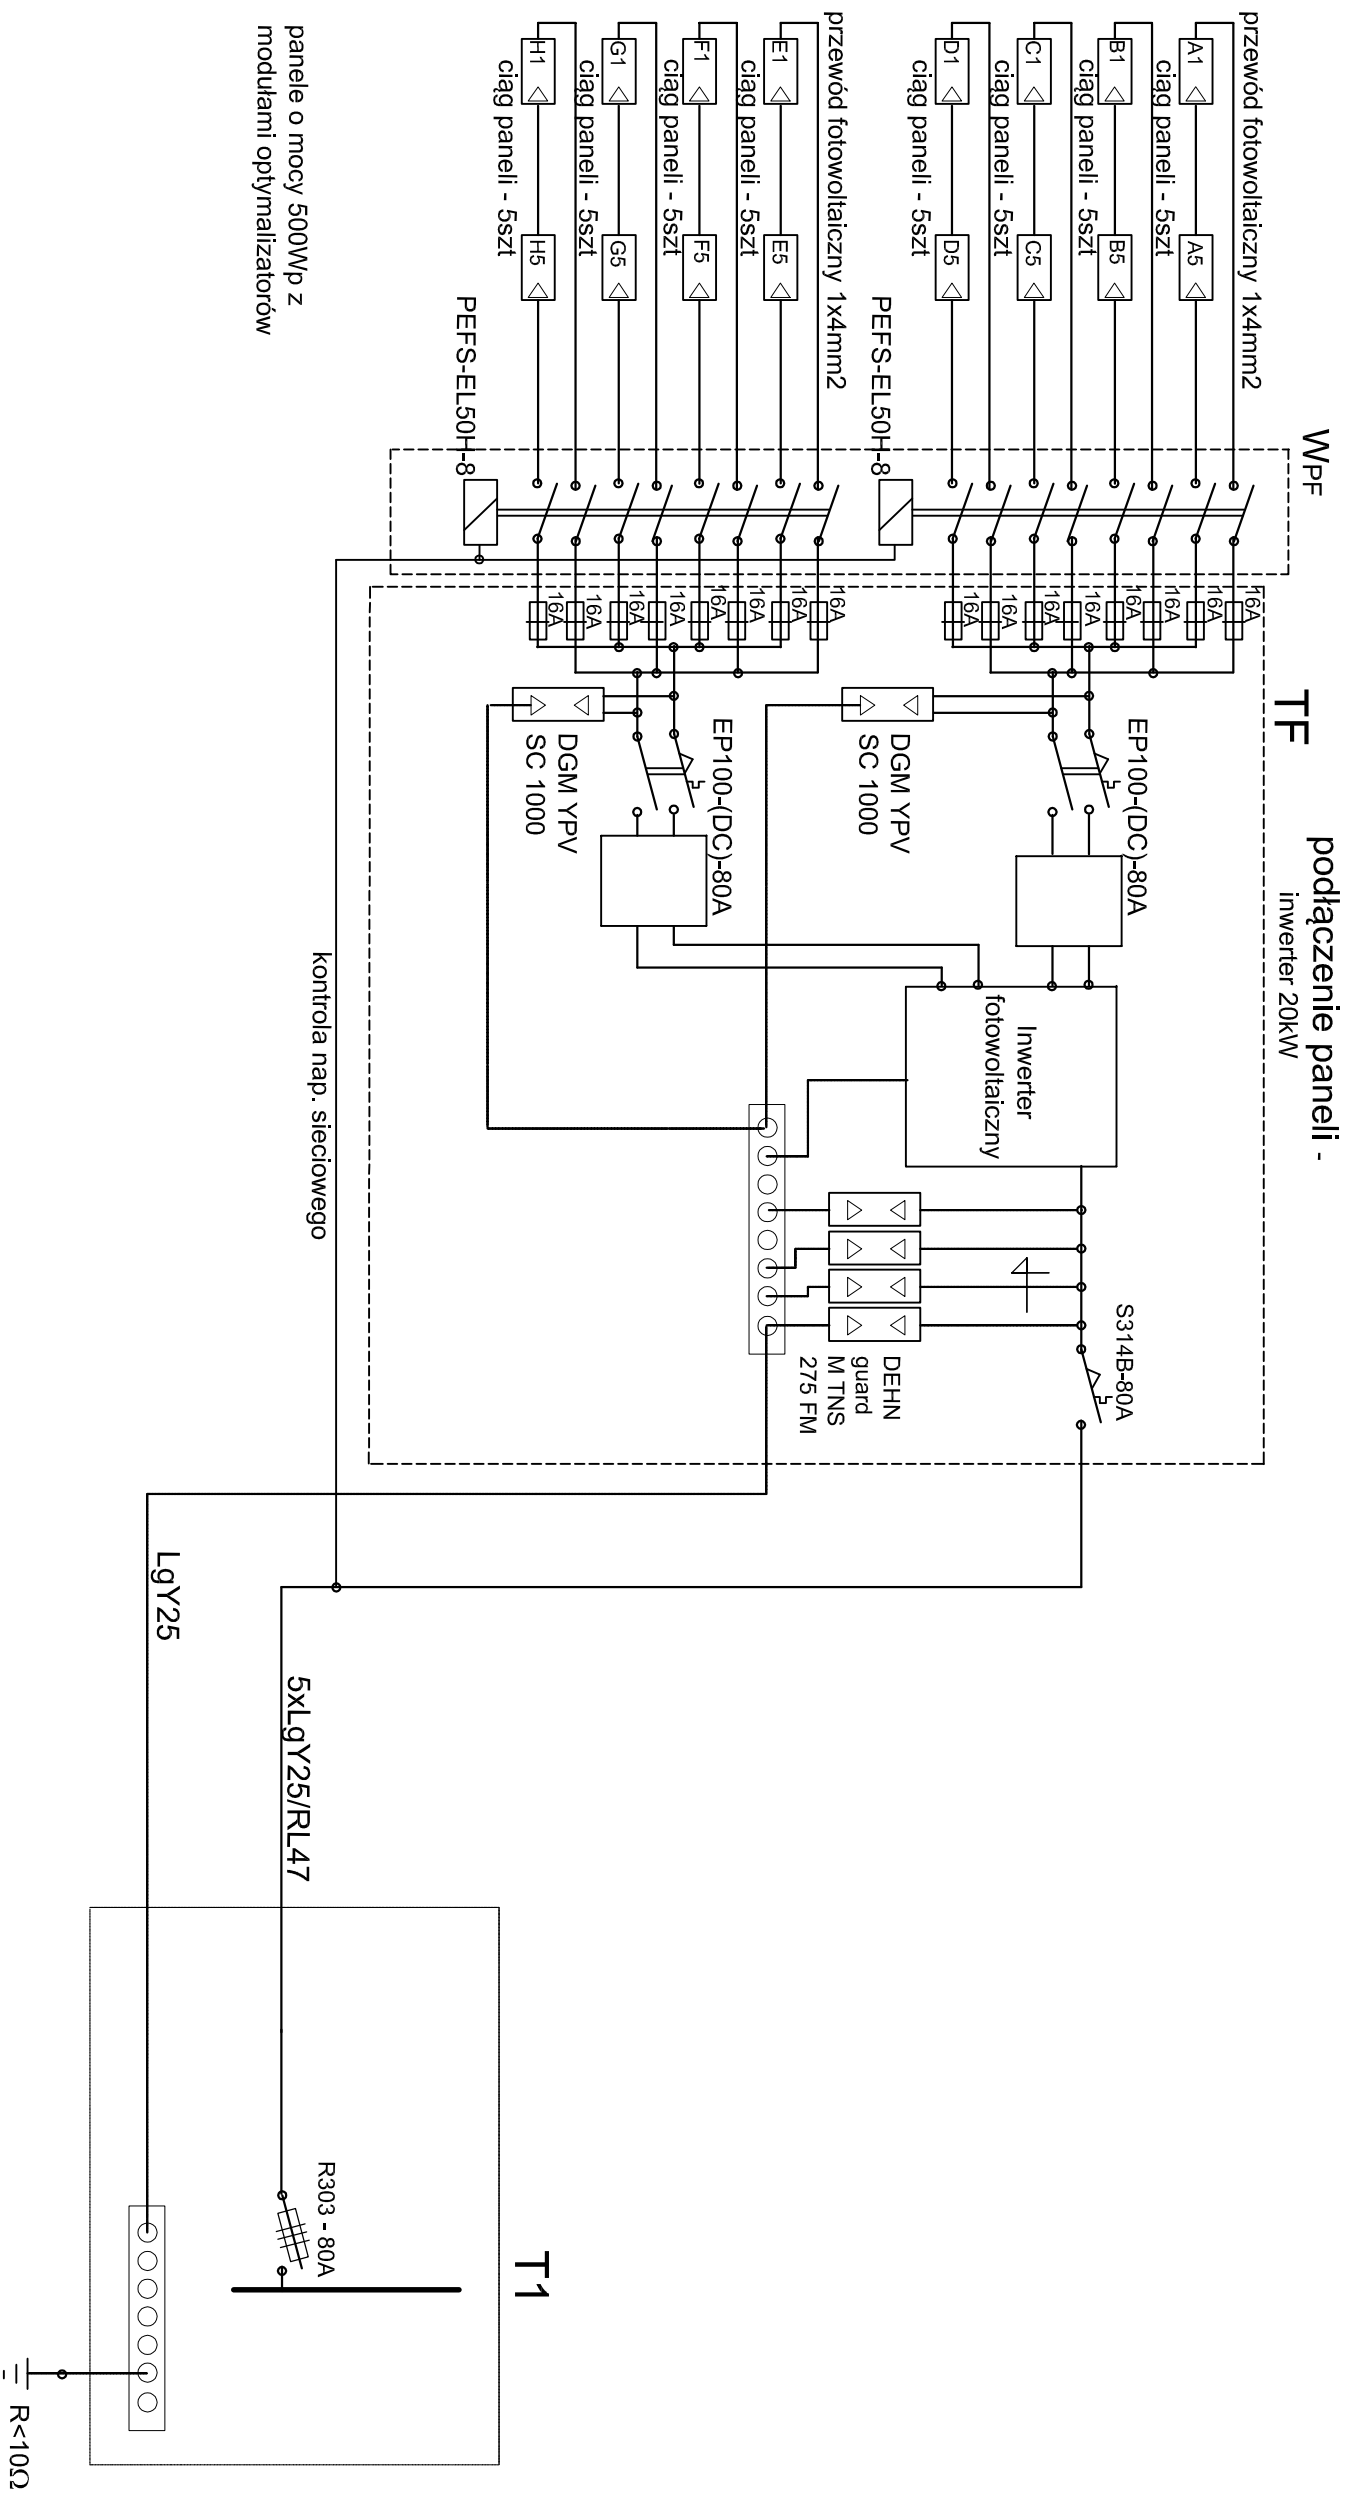 podłączenie paneli -
inwerter 20kW
TF
WPF
przewód fotowoltaiczny 1x4mm2
A1
A5
ciąg paneli - 5szt
B1
B5
ciąg paneli - 5szt
C1
C5
ciąg paneli - 5szt
D1
D5
ciąg paneli - 5szt
PEFS-EL50H-8
16A
16A
16A
16A
16A
16A
16A
16A
EP100-(DC)-80A
DGM YPV
SC 1000
Inwerter
fotowoltaiczny
S314B-80A
4
DEHN
guard
M TNS
275 FM
przewód fotowoltaiczny 1x4mm2
E1
E5
ciąg paneli - 5szt
F1
F5
ciąg paneli - 5szt
G1
G5
ciąg paneli - 5szt
H1
H5
ciąg paneli - 5szt
PEFS-EL50H-8
16A
16A
16A
16A
16A
16A
16A
16A
EP100-(DC)-80A
DGM YPV
SC 1000
panele o mocy 500Wp z
modułami optymalizatorów
kontrola nap. sieciowego
LgY25
5xLgY25/RL47
T1
R303 - 80A
R<10Ω